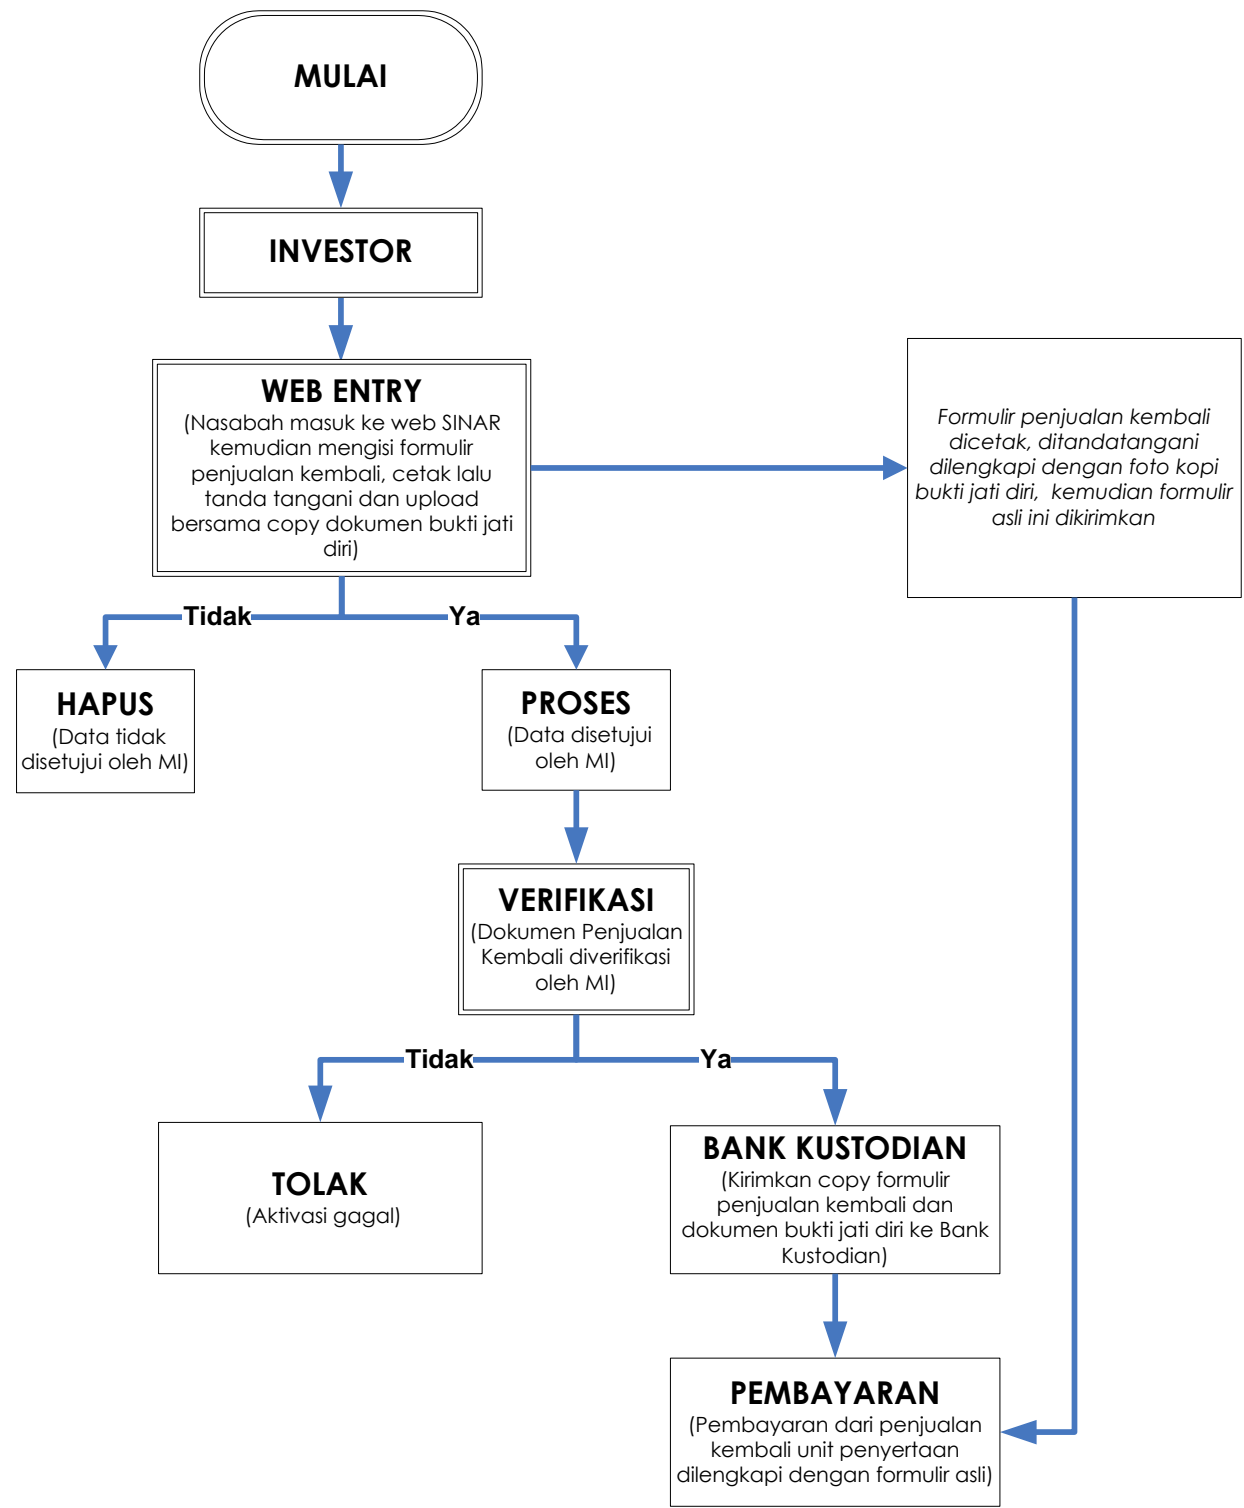 MULAI
INVESTOR
WEB ENTRY
(Nasabah masuk ke web SINAR
kemudian mengisi formulir
penjualan kembali, cetak lalu
tanda tangani dan upload
bersama copy dokumen bukti jati
diri)
Formulir penjualan kembali
dicetak, ditandatangani
dilengkapi dengan foto kopi
bukti jati diri,  kemudian formulir
asli ini dikirimkan
Tidak
Ya
HAPUS
(Data tidak
disetujui oleh MI)
PROSES
(Data disetujui
oleh MI)
VERIFIKASI
(Dokumen Penjualan
Kembali diverifikasi
oleh MI)
Tidak
Ya
TOLAK
(Aktivasi gagal)
BANK KUSTODIAN
(Kirimkan copy formulir
penjualan kembali dan
dokumen bukti jati diri ke Bank
Kustodian)
PEMBAYARAN
(Pembayaran dari penjualan
kembali unit penyertaan
dilengkapi dengan formulir asli)